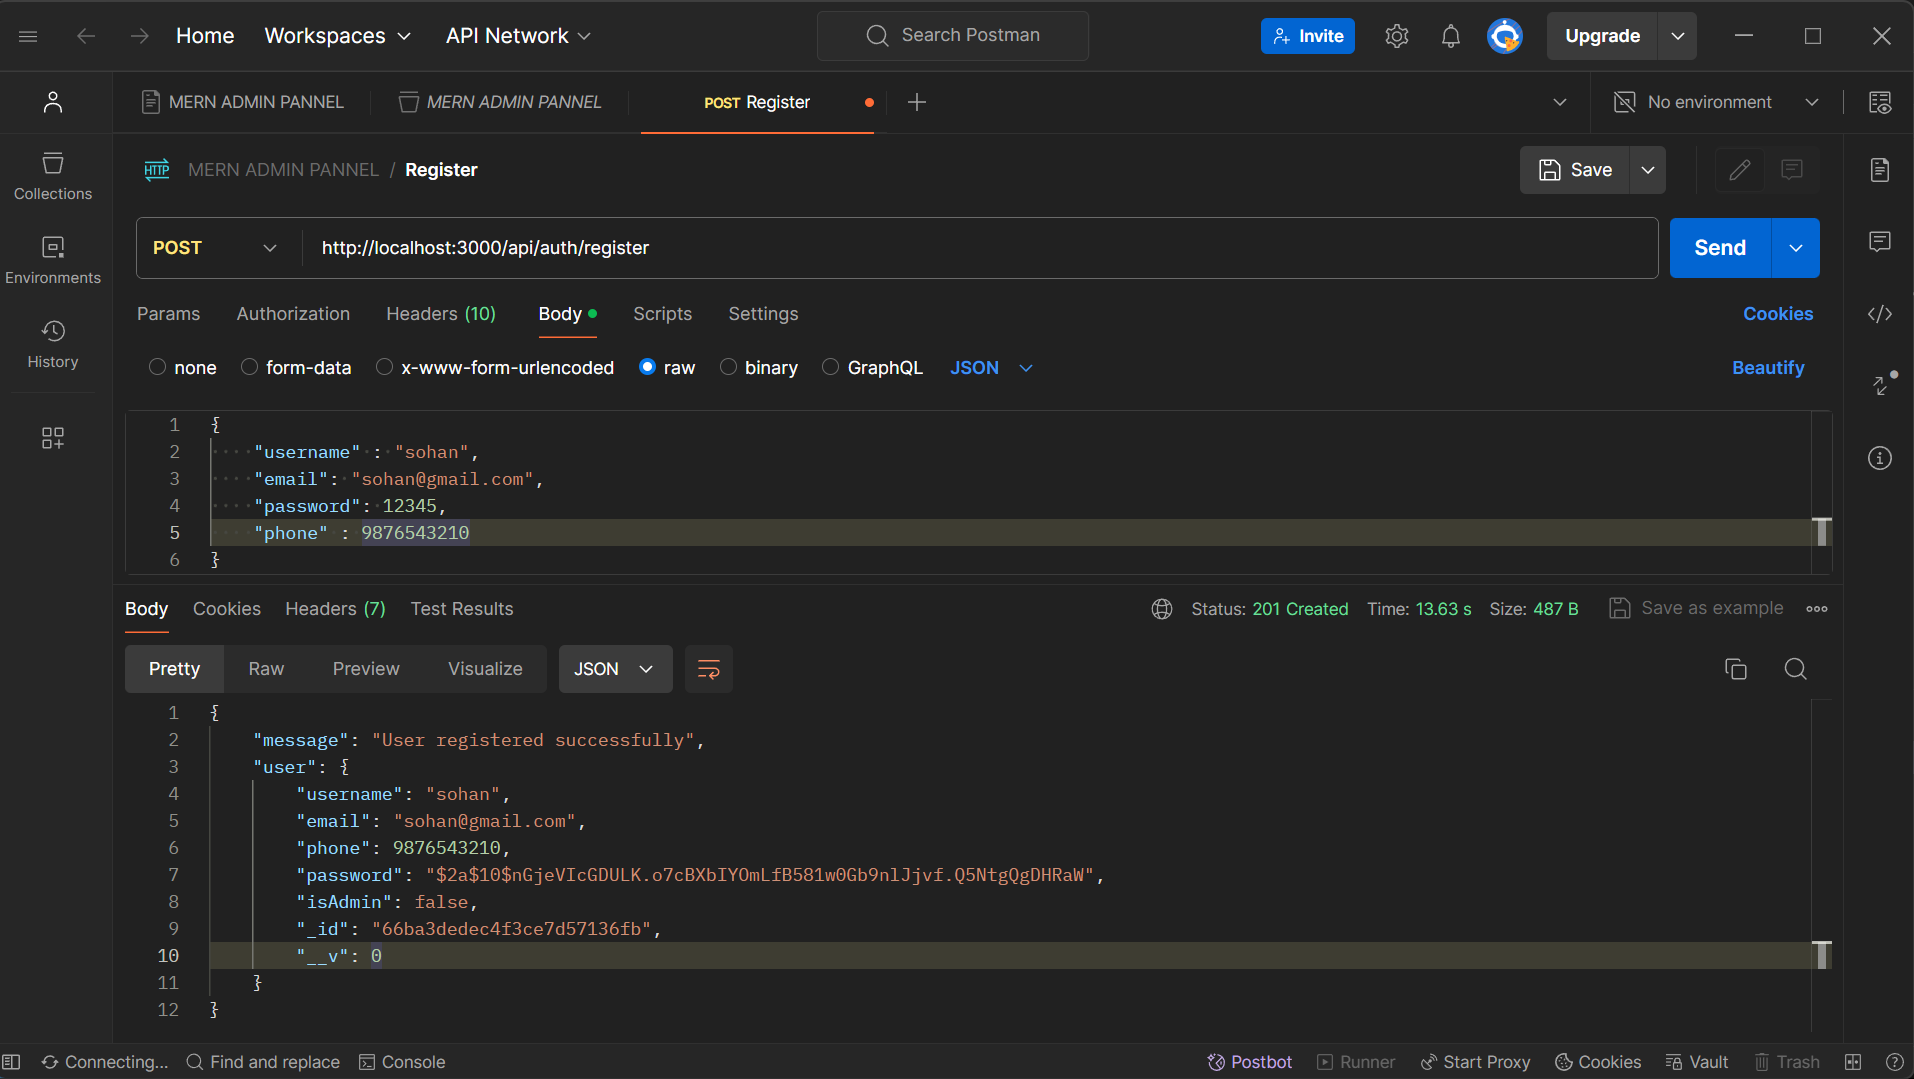 Home Workspaces API Network Search Postman Invite Upgrade
MERN ADMIN PANNEL MERN ADMIN PANNEL POST Register No environment
HTTP MERN ADMIN PANNEL / Register Save
Collections
POST http://localhost:3000/api/auth/register Send
Environments
Params Authorization Headers (10) Body Scripts Settings Cookies
History
none form-data x-www-form-urlencoded raw binary GraphQL JSON Beautify
1 {
2 "username" : "sohan",
3 "email": "sohan@gmail.com",
4 "password": 12345,
5 "phone" : 9876543210
6 }
Body Cookies Headers (7) Test Results Status: 201 Created Time: 13.63 s Size: 487 B Save as example
Pretty Raw Preview Visualize JSON
1 {
2 "message": "User registered successfully",
3 "user": {
4 "username": "sohan",
5 "email": "sohan@gmail.com",
6 "phone": 9876543210,
7 "password": "$2a$10$nGjeVIcGDULK.o7cBXbIYOmLfB581w0Gb9nlJjvf.Q5NtgQgDHRaW",
8 "isAdmin": false,
9 "_id": "66ba3dedec4f3ce7d57136fb",
10 "__v": 0
11 }
12 }
Connecting... Find and replace Console Postbot Runner Start Proxy Cookies Vault Trash